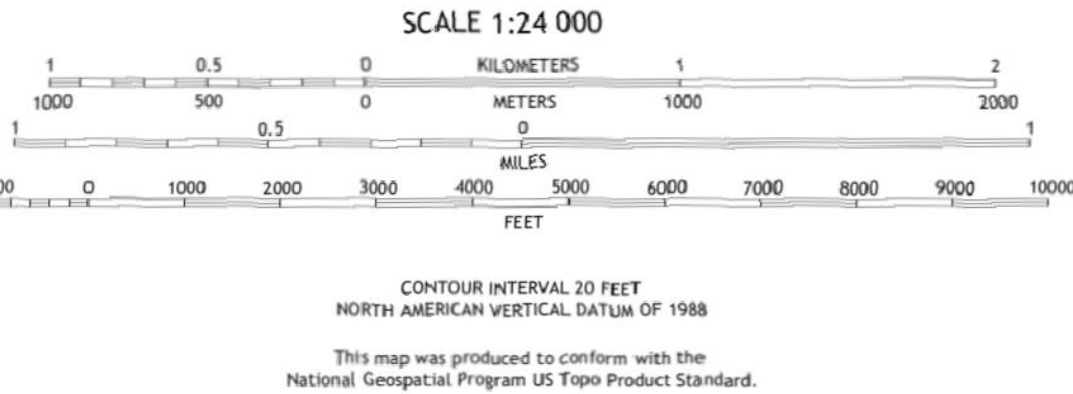 SCALE 1:24 000
1 0.5 0 KILOMETERS 1 2
1000 500 0 METERS 1000 2000
1 0.5 0 1
MILES
0 1000 2000 3000 4000 5000 6000 7000 8000 9000 10000
FEET
CONTOUR INTERVAL 20 FEET
NORTH AMERICAN VERTICAL DATUM OF 1988
This map was produced to conform with the
National Geospatial Program US Topo Product Standard.